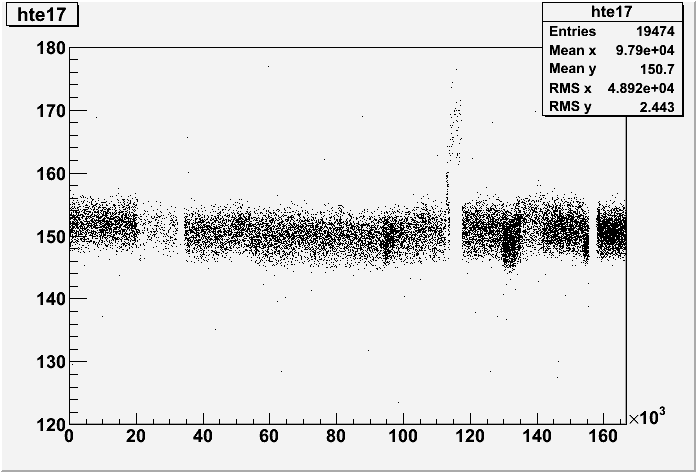 hte17
hte17
Entries 19474
Mean x 9.79e+04
Mean y 150.7
RMS x 4.892e+04
RMS y 2.443
180
170
160
150
140
130
120
0 20 40 60 80 100 120 140 160
×10³